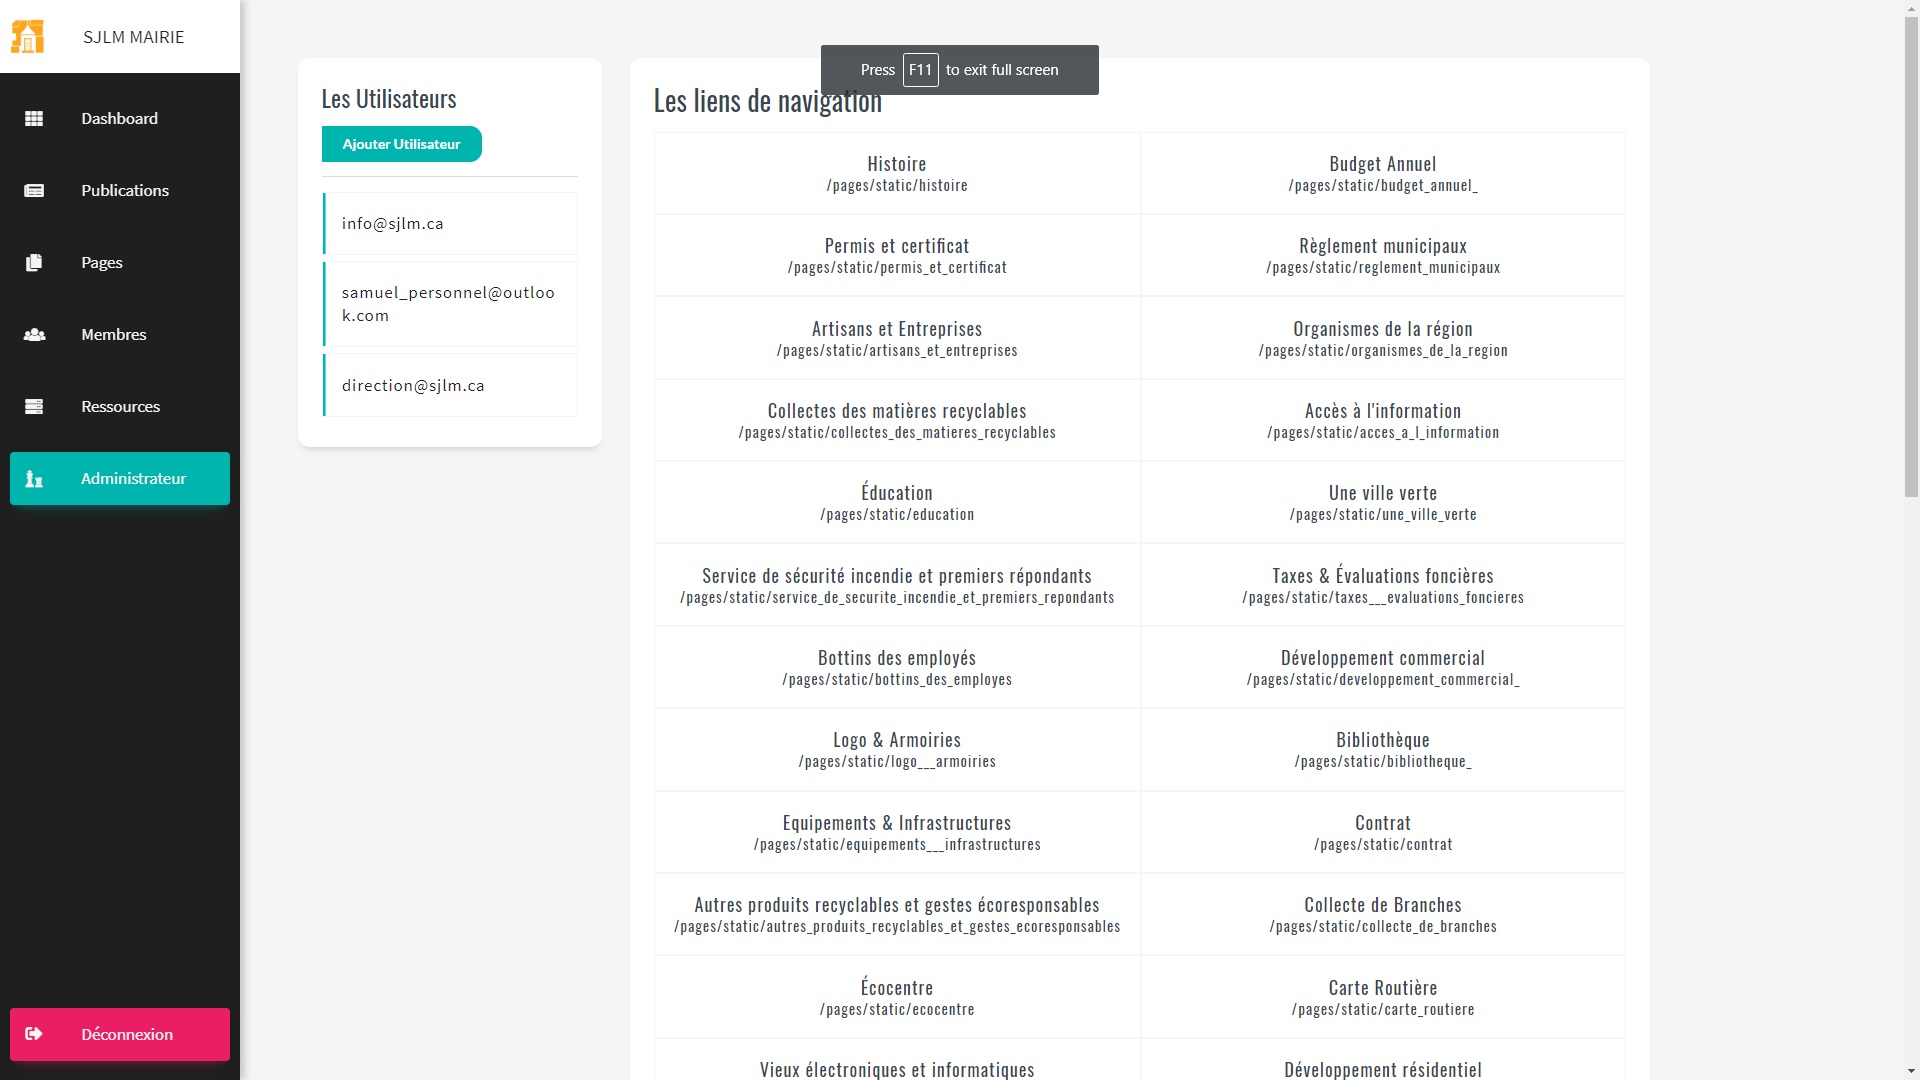 SJLM MAIRIE
Dashboard
Publications
Pages
Membres
Ressources
Administrateur
Déconnexion
Les Utilisateurs
Ajouter Utilisateur
info@sjlm.ca
samuel_personnel@outloo
k.com
direction@sjlm.ca
Press F11 to exit full screen
Les liens de navigation
Histoire
/pages/static/histoire
Budget Annuel
/pages/static/budget_annuel_
Permis et certificat
/pages/static/permis_et_certificat
Règlement municipaux
/pages/static/reglement_municipaux
Artisans et Entreprises
/pages/static/artisans_et_entreprises
Organismes de la région
/pages/static/organismes_de_la_region
Collectes des matières recyclables
/pages/static/collectes_des_matieres_recyclables
Accès à l'information
/pages/static/acces_a_l_information
Éducation
/pages/static/education
Une ville verte
/pages/static/une_ville_verte
Service de sécurité incendie et premiers répondants
/pages/static/service_de_securite_incendie_et_premiers_repondants
Taxes & Évaluations foncières
/pages/static/taxes___evaluations_foncieres
Bottins des employés
/pages/static/bottins_des_employes
Développement commercial
/pages/static/developpement_commercial_
Logo & Armoiries
/pages/static/logo___armoiries
Bibliothèque
/pages/static/bibliotheque_
Equipements & Infrastructures
/pages/static/equipements___infrastructures
Contrat
/pages/static/contrat
Autres produits recyclables et gestes écoresponsables
/pages/static/autres_produits_recyclables_et_gestes_ecoresponsables
Collecte de Branches
/pages/static/collecte_de_branches
Écocentre
/pages/static/ecocentre
Carte Routière
/pages/static/carte_routiere
Vieux électroniques et informatiques
Développement résidentiel